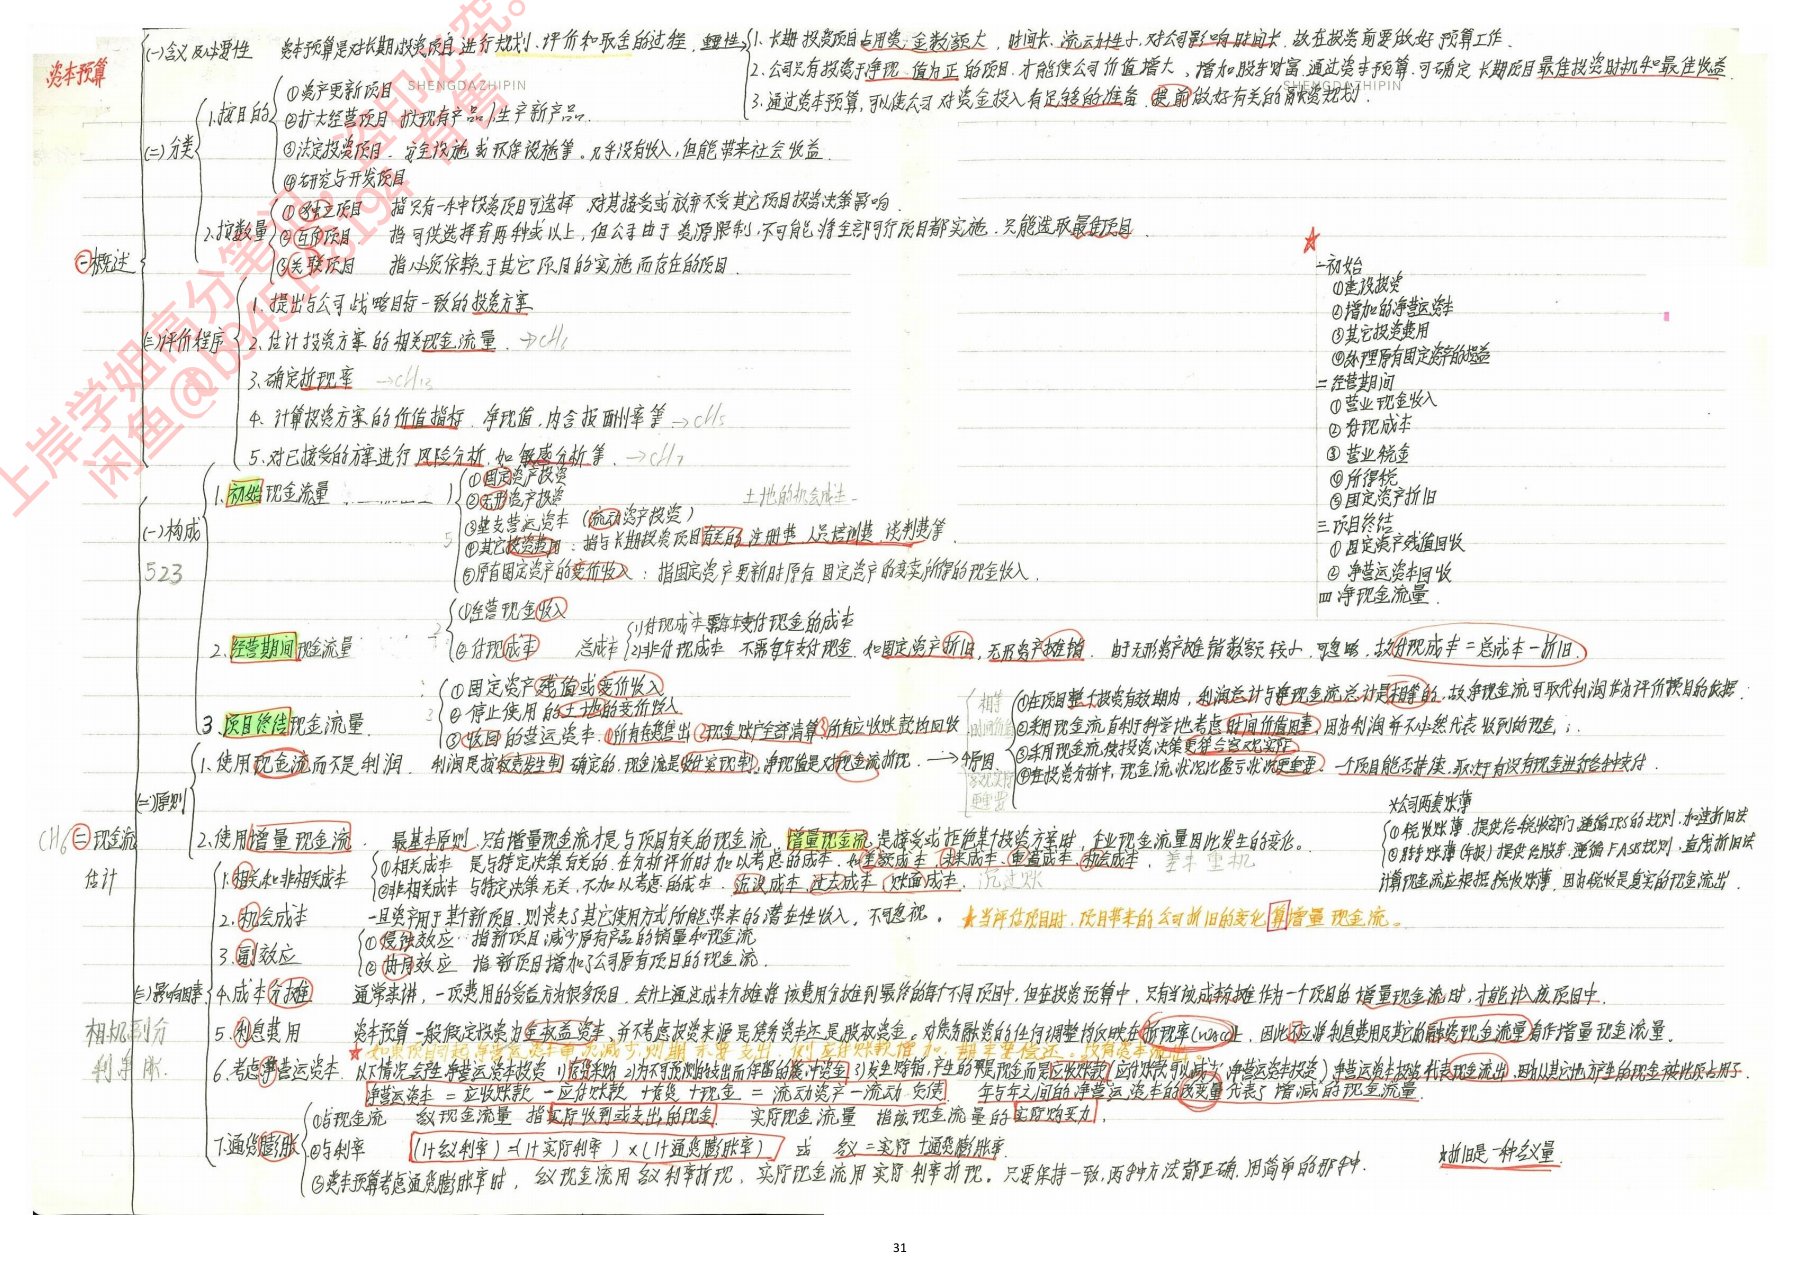 资本预算
㊀概述
(一)含义及必要性 资本预算是对长期投资项目进行规划、评价和取舍的过程. 重要性
1. 长期投资项目占用资金数额大, 时间长、流动性小. 对公司影响时间长, 故在投资前要做好预算工作.
2. 公司只有投资于净现值为正的项目, 才能使公司价值增大, 增加股东财富. 通过资本预算, 可确定长期项目最佳投资时机和最佳收益.
3. 通过资本预算, 可以使公司对资金投入有足够的准备, 提前做好有关的筹资规划.
SHENGDAZHIPIN
SHENGDAZHIPIN
(二)分类
1. 按目的
①资产更新项目
②扩大经营项目 扩大现有产品/生产新产品.
③法定投资项目. 安全设施或环保设施等. 几乎没有收入, 但能带来社会收益.
④研究与开发项目
2. 按数量
①独立项目 指只有一个中投资项目可选择 对其接受或放弃不受其它项目投资决策影响.
②互斥项目. 指可供选择有两种或以上, 但公司由于资源限制, 不可能将全部可行项目都实施, 只能选取最佳项目.
③关联项目 指必须依赖于其它项目的实施而存在的项目.
(三)评价程序
1. 提出与公司战略目标一致的投资方案
2. 估计投资方案的相关现金流量. →CH6
3. 确定折现率 →CH13
4. 计算投资方案的价值指标. 净现值, 内含报酬率等 →CH5
5. 对已接受的方案进行风险分析, 如敏感分析等. →CH7
★
一初始
①建设投资
②增加的净营运资本
③其它投资费用
④处理原有固定资产的损益
二经营期间
①营业现金收入
②付现成本
③营业税金
④所得税
⑤固定资产折旧
三项目终结
①固定资产残值回收
②净营运资本回收
四净现金流量.
CH6 ㊁现金流估计
(一)构成
523
1. 初始现金流量
①固定资产投资
②无形资产投资 土地的机会成本
③垫支营运资本 (流动资产投资)
④其它投资费用: 指与长期投资项目有关的注册费、人员培训费、谈判费等.
⑤原有固定资产的变价收入: 指固定资产更新时原有固定资产的变卖所得的现金收入.
2. 经营期间现金流量
①经营现金收入
②付现成本 总成本
1)付现成本 需每年支付现金的成本
2)非付现成本 不需每年支付现金. 如固定资产折旧, 无形资产摊销. 由于无形资产摊销数额较小, 可忽略, 故付现成本=总成本-折旧.
3. 项目终结现金流量.
①固定资产残值或变价收入
②停止使用的土地的变价收入
③收回的营运资本. ①所有存货售出 ②现金账户全部清算 ③所有应收账款均回收
(二)原则
1. 使用现金流而不是利润. 利润是按权责发生制确定的, 现金流是收付实现制, 净现值是对现金流折现. → 4原因
相等
时间价值
客观实际
更重要
①在项目整个投资有效期内, 利润总计与净现金流总计是相等的, 故净现金流可取代利润作为评价项目的依据.
②采用现金流有利于科学地考虑时间价值因素, 因为利润并不必然代表收到的现金;
③采用现金流使投资决策更符合客观实际
④在投资分析中, 现金流状况比盈亏状况更重要. 一个项目能否持续, 取决于有没有现金进行各种支付.
2. 使用增量现金流. 最基本原则. 只有增量现金流才是与项目有关的现金流, 增量现金流是接受或拒绝某个投资方案时, 企业现金流量因此发生的变化.
*公司两套账簿
①税收账簿. 提供给税收部门. 遵循IRS的规则. 加速折旧法
②财务账簿(年报) 提供给股东. 遵循FASB规则. 直线折旧法
计算现金流应根据税收账簿, 因为税收是真实的现金流出.
(三)影响因素
相机副分利净胀.
1. 相关和非相关成本
①相关成本 是与特定决策有关的. 在分析评价时加以考虑的成本. 如差额成本、未来成本、重置成本、机会成本. 差未重机
②非相关成本 与特定决策无关, 不加以考虑的成本. 沉没成本、过去成本、账面成本. 沉过账
2. 机会成本 一旦资产用于某个新项目, 则丧失了其它使用方式所能带来的潜在性收入, 不可忽视. ★当评估项目时, 项目带来的公司折旧的变化算增量现金流.
3. 副效应
①侵蚀效应 指新项目减少原有产品的销量和现金流
②协同效应 指新项目增加了公司原有项目的现金流.
4. 成本分摊 通常来讲, 一项费用的受益方为很多项目, 会计上通过成本分摊将该费用分摊到最终的每个不同项目中, 但在投资预算中, 只有当该成本分摊作为一个项目的增量现金流时, 才能计入该项目中.
5. 利息费用 资本预算一般假定投资为全权益资本, 并不考虑投资来源是债务资本还是股权资金. 对债务融资的任何调整均反映在折现率(WACC)上, 因此不应将利息费用及其它的融资现金流量看作增量现金流量.
6. 考虑净营运资本. 以下情况会产生净营运资本投资 1)存货采购 2)为不可预测的支出而保留的缓冲资金 3)发生赊销, 产生的不是现金而是应收账款 (应付账款可以减少净营运资本投资) 净营运资本投资代表现金流出, 因为从其它地方产生的现金被此项占用了.
净营运资本 = 应收账款 - 应付账款 + 存货 + 现金 = 流动资产 - 流动负债 年与年之间的净营运资本的改变量代表了增减的现金流量.
7. 通货膨胀
①与现金流 名义现金流量 指实际收到或支出的现金. 实际现金流量 指该现金流量的实际购买力.
②与利率 (1+名义利率)=(1+实际利率)×(1+通货膨胀率) 或 名义=实际+通货膨胀率.
③资本预算考虑通货膨胀率时, 名义现金流用名义利率折现, 实际现金流用实际利率折现. 只要保持一致, 两种方法都正确. 用简单的那种.
*折旧是一种名义量.
上岸学姐高分笔记, 盗印必究。
31